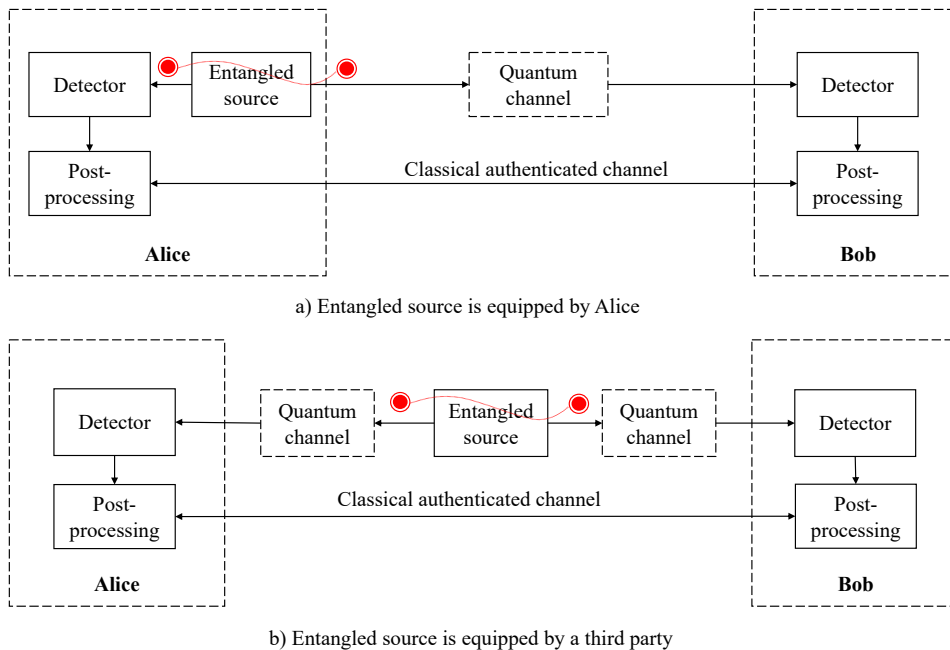 Detector
Entangled
source
Quantum
channel
Detector
Post-
processing
Classical authenticated channel
Post-
processing
Alice
Bob
a) Entangled source is equipped by Alice
Detector
Quantum
channel
Entangled
source
Quantum
channel
Detector
Post-
processing
Classical authenticated channel
Post-
processing
Alice
Bob
b) Entangled source is equipped by a third party